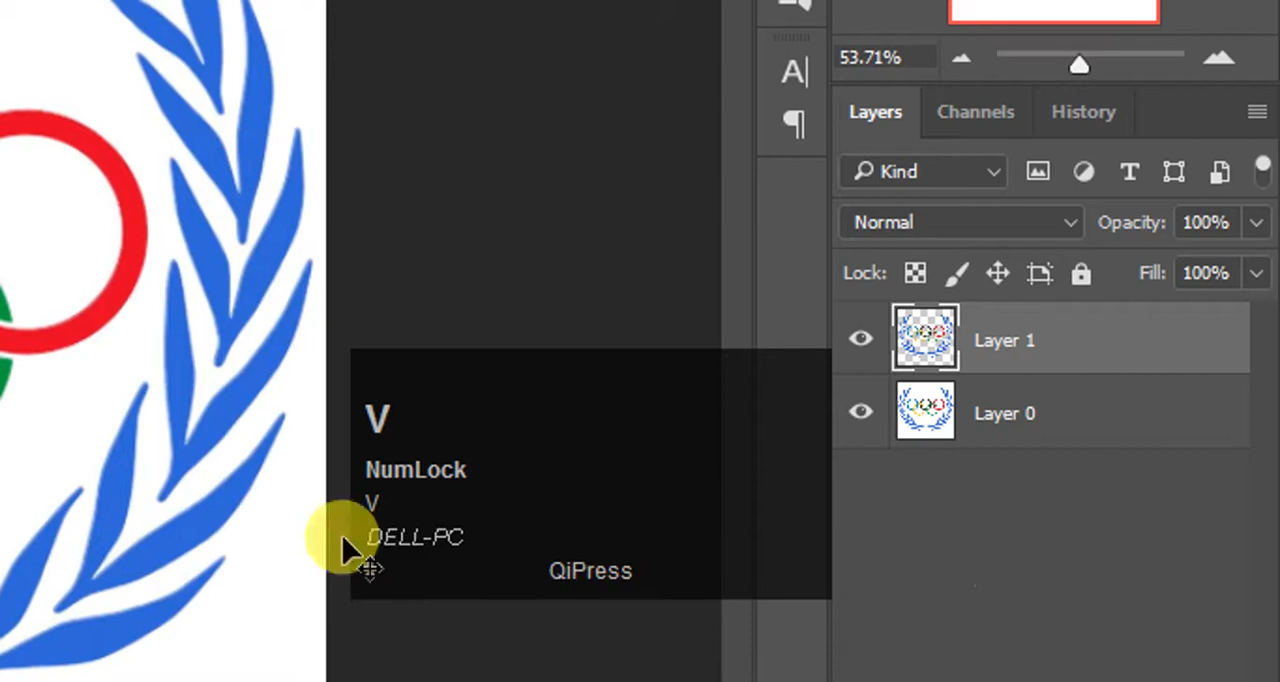 53.71%
A
Layers Channels History
Kind T
Normal Opacity: 100%
Lock: Fill: 100%
Layer 1
Layer 0
V
NumLock
V
DELL-PC
QiPress